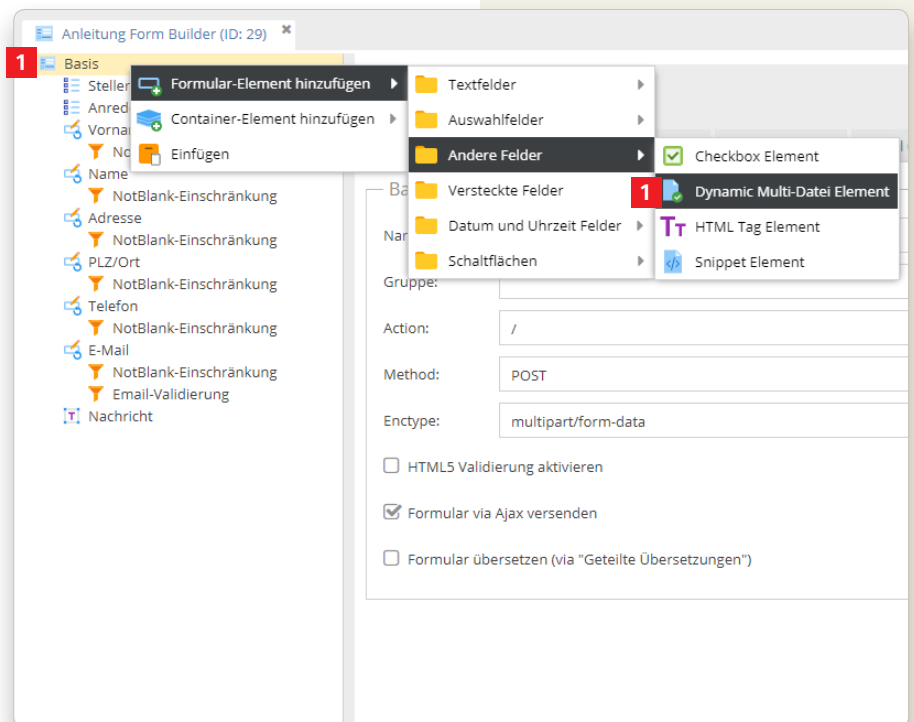 Anleitung Form Builder (ID: 29)
1
Basis
Formular-Element hinzufügen
Container-Element hinzufügen
Einfügen
Textfelder
Auswahlfelder
Andere Felder
Versteckte Felder
Datum und Uhrzeit Felder
Schaltflächen
Checkbox Element
1
Dynamic Multi-Datei Element
HTML Tag Element
Snippet Element
Name
NotBlank-Einschränkung
Adresse
NotBlank-Einschränkung
PLZ/Ort
NotBlank-Einschränkung
Telefon
NotBlank-Einschränkung
E-Mail
NotBlank-Einschränkung
Email-Validierung
Nachricht
Gruppe:
Action:
/
Method:
POST
Enctype:
multipart/form-data
HTML5 Validierung aktivieren
Formular via Ajax versenden
Formular übersetzen (via "Geteilte Übersetzungen")